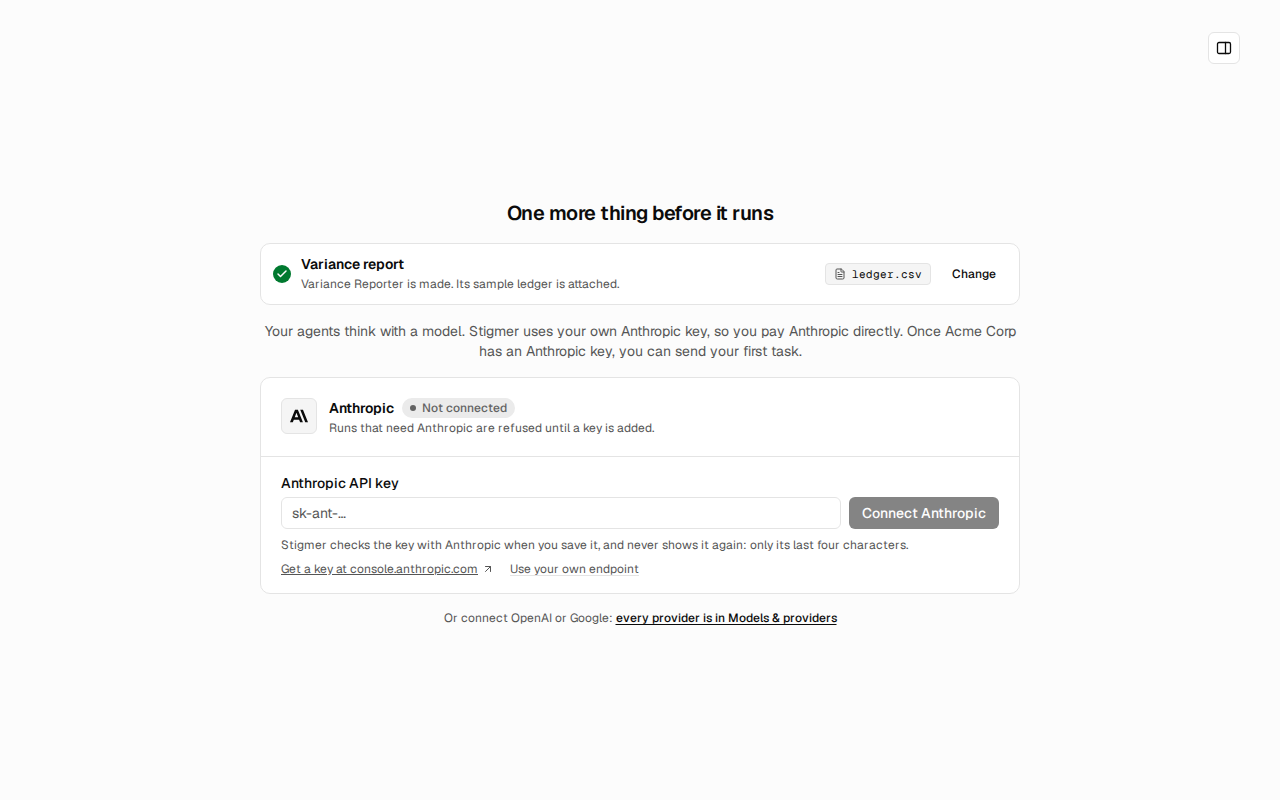 One more thing before it runs
Variance report
Variance Reporter is made. Its sample ledger is attached.
ledger.csv
Change
Your agents think with a model. Stigmer uses your own Anthropic key, so you pay Anthropic directly. Once Acme Corp
has an Anthropic key, you can send your first task.
Anthropic
Not connected
Runs that need Anthropic are refused until a key is added.
Anthropic API key
sk-ant-…
Connect Anthropic
Stigmer checks the key with Anthropic when you save it, and never shows it again: only its last four characters.
Get a key at console.anthropic.com
Use your own endpoint
Or connect OpenAI or Google: every provider is in Models & providers